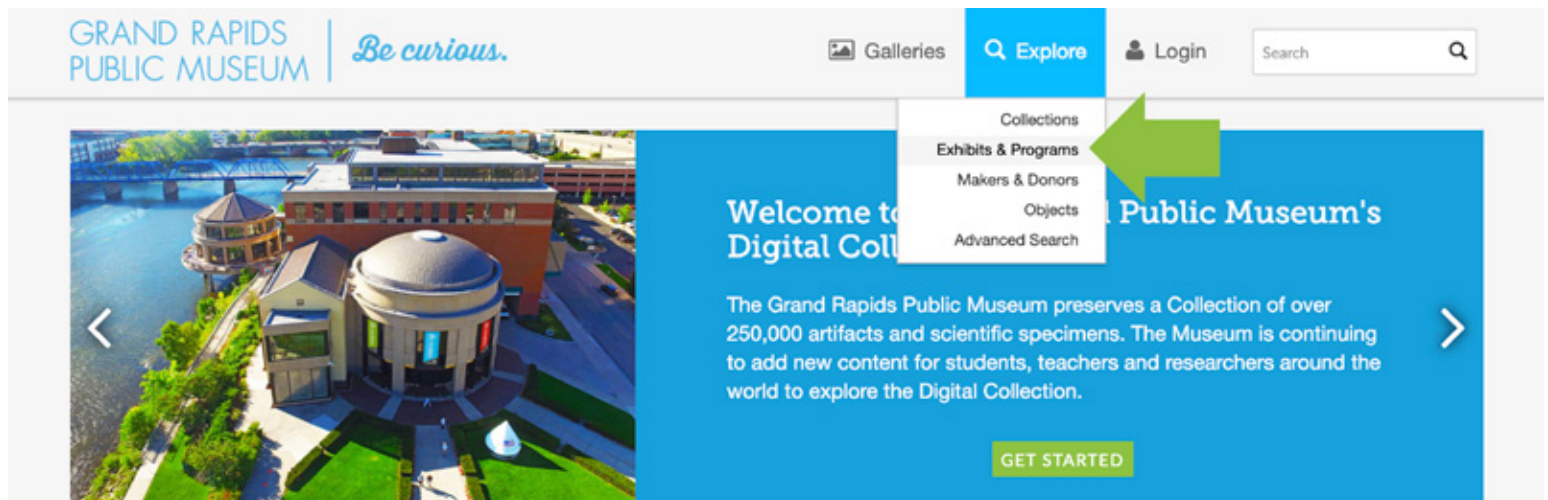 GRAND RAPIDS
PUBLIC MUSEUM
Be curious.
Galleries
Explore
Login
Search
Collections
Exhibits & Programs
Makers & Donors
Objects
Advanced Search
Welcome to Public Museum's
Digital
The Grand Rapids Public Museum preserves a Collection of over
250,000 artifacts and scientific specimens. The Museum is continuing
to add new content for students, teachers and researchers around the
world to explore the Digital Collection.
GET STARTED